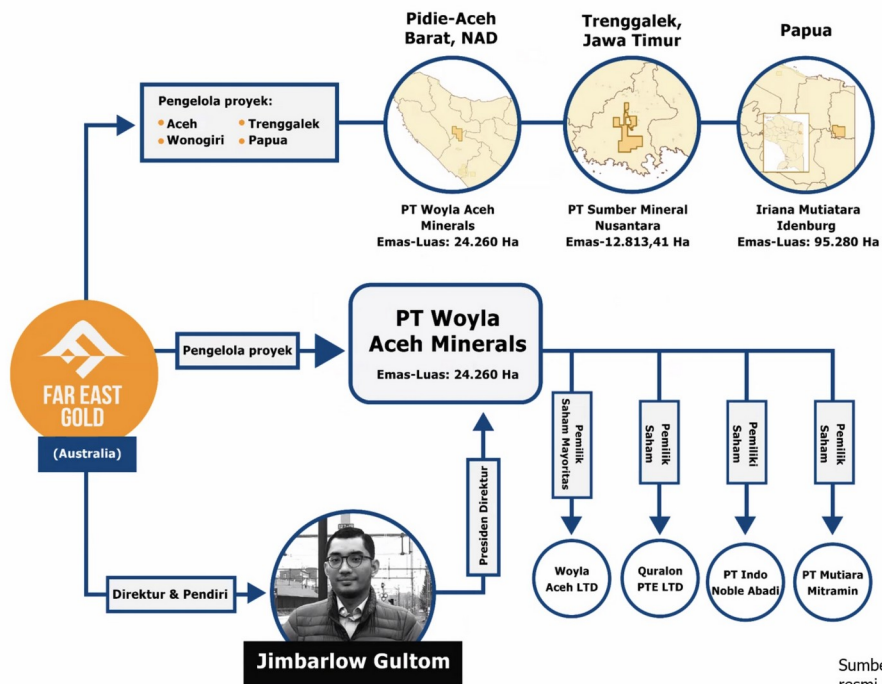 Pidie-Aceh
Barat, NAD
Trenggalek,
Jawa Timur
Papua
Pengelola proyek:
• Aceh • Trenggalek
• Wonogiri • Papua
PT Woyla Aceh
Minerals
Emas-Luas: 24.260 Ha
PT Sumber Mineral
Nusantara
Emas-12.813,41 Ha
Iriana Mutiatara
Idenburg
Emas-Luas: 95.280 Ha
FAR EAST
GOLD
(Australia)
Pengelola proyek
PT Woyla
Aceh Minerals
Emas-Luas: 24.260 Ha
Pemilik
Saham Mayoritas
Pemilik
Saham
Pemiliki
Saham
Pemilik
Saham
Woyla
Aceh LTD
Quralon
PTE LTD
PT Indo
Noble Abadi
PT Mutiara
Mitramin
Presiden Direktur
Direktur & Pendiri
Jimbarlow Gultom